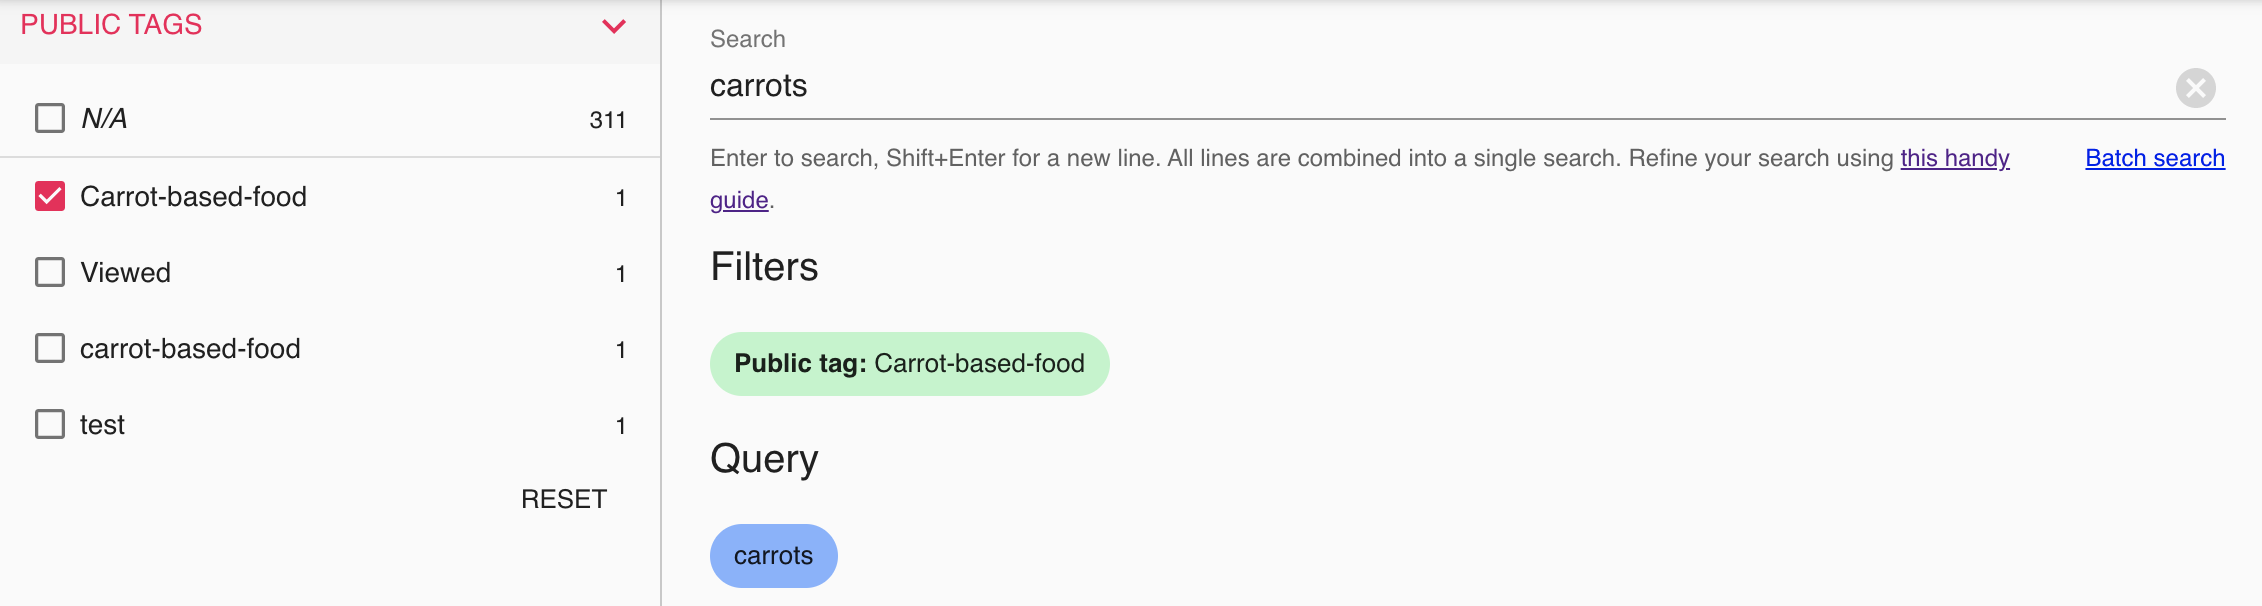 PUBLIC TAGS
N/A 311
Carrot-based-food 1
Viewed 1
carrot-based-food 1
test 1
RESET
Search
carrots
Enter to search, Shift+Enter for a new line. All lines are combined into a single search. Refine your search using this handy
guide.
Batch search
Filters
Public tag: Carrot-based-food
Query
carrots